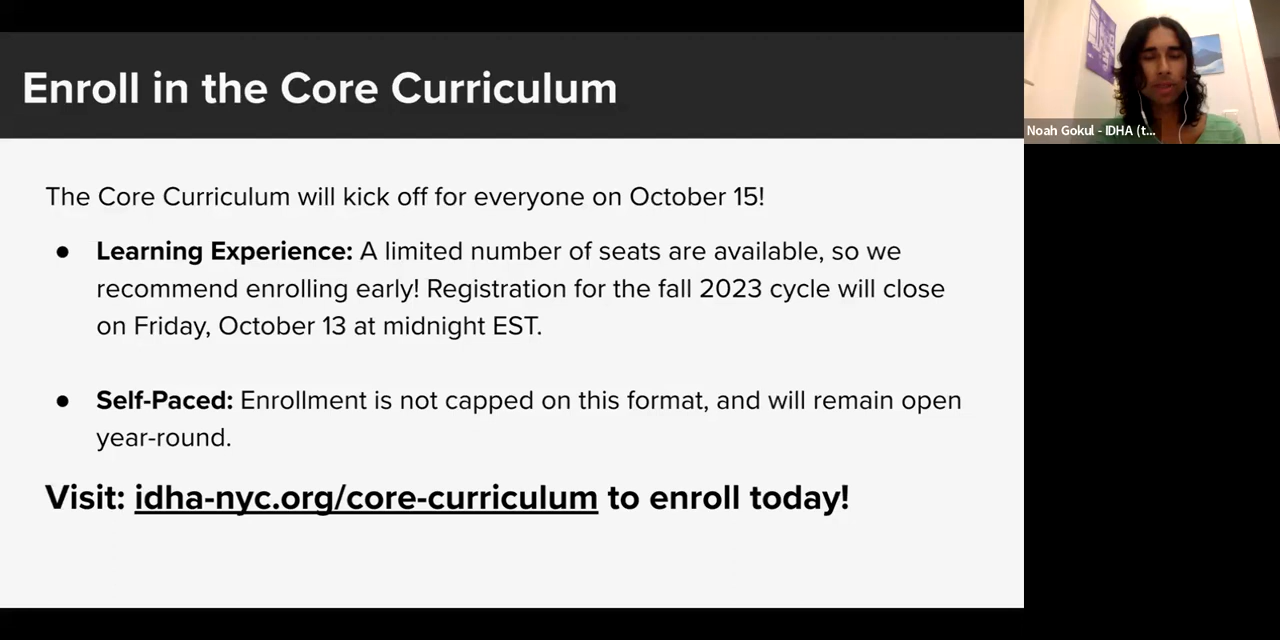 Enroll in the Core Curriculum
Noah Gokul - IDHA (t...
The Core Curriculum will kick off for everyone on October 15!
● Learning Experience: A limited number of seats are available, so we
recommend enrolling early! Registration for the fall 2023 cycle will close
on Friday, October 13 at midnight EST.
● Self-Paced: Enrollment is not capped on this format, and will remain open
year-round.
Visit: idha-nyc.org/core-curriculum to enroll today!